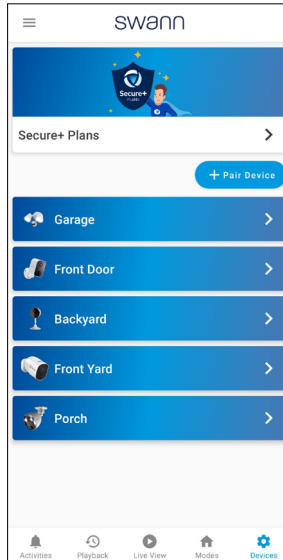 swann
Secure+
PLANS
Secure+ Plans
+ Pair Device
Garage
Front Door
Backyard
Front Yard
Porch
Activities Playback Live View Modes Devices